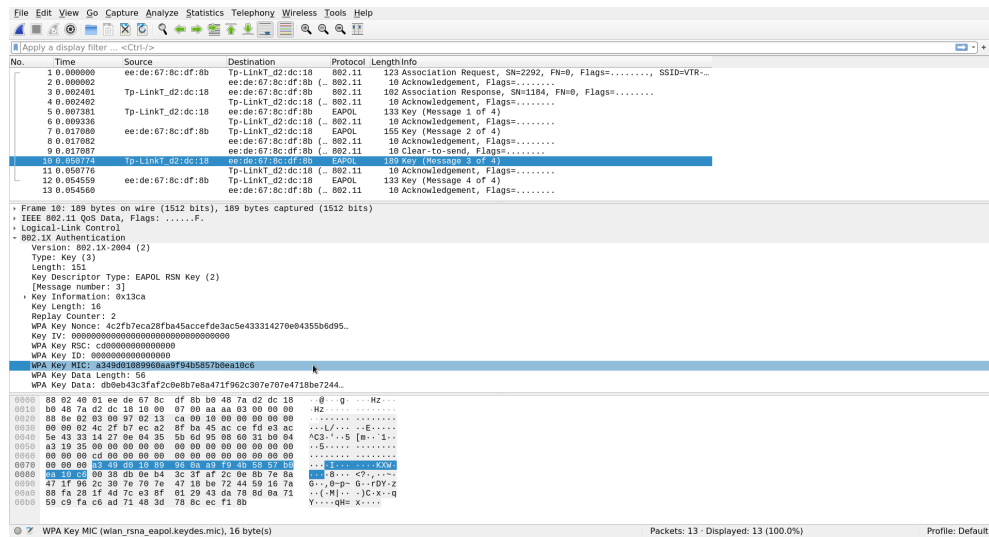 File Edit View Go Capture Analyze Statistics Telephony Wireless Tools Help
Apply a display filter ... <Ctrl-/>
No. Time Source Destination Protocol Length Info
1 0.000000 ee:de:67:8c:df:8b Tp-LinkT_d2:dc:18 802.11 123 Association Request, SN=2292, FN=0, Flags=........, SSID=VTR-…
2 0.000002 ee:de:67:8c:df:8b (… 802.11 10 Acknowledgement, Flags=........
3 0.002401 Tp-LinkT_d2:dc:18 ee:de:67:8c:df:8b 802.11 102 Association Response, SN=1184, FN=0, Flags=........
4 0.002402 Tp-LinkT_d2:dc:18 (… 802.11 10 Acknowledgement, Flags=........
5 0.007381 Tp-LinkT_d2:dc:18 ee:de:67:8c:df:8b EAPOL 133 Key (Message 1 of 4)
6 0.009336 Tp-LinkT_d2:dc:18 (… 802.11 10 Acknowledgement, Flags=........
7 0.017080 ee:de:67:8c:df:8b Tp-LinkT_d2:dc:18 EAPOL 155 Key (Message 2 of 4)
8 0.017082 ee:de:67:8c:df:8b (… 802.11 10 Acknowledgement, Flags=........
9 0.017087 ee:de:67:8c:df:8b (… 802.11 10 Clear-to-send, Flags=........
10 0.050774 Tp-LinkT_d2:dc:18 ee:de:67:8c:df:8b EAPOL 189 Key (Message 3 of 4)
11 0.050776 Tp-LinkT_d2:dc:18 (… 802.11 10 Acknowledgement, Flags=........
12 0.054559 ee:de:67:8c:df:8b Tp-LinkT_d2:dc:18 EAPOL 133 Key (Message 4 of 4)
13 0.054560 ee:de:67:8c:df:8b (… 802.11 10 Acknowledgement, Flags=........
Frame 10: 189 bytes on wire (1512 bits), 189 bytes captured (1512 bits)
IEEE 802.11 QoS Data, Flags: ......F.
Logical-Link Control
802.1X Authentication
Version: 802.1X-2004 (2)
Type: Key (3)
Length: 151
Key Descriptor Type: EAPOL RSN Key (2)
[Message number: 3]
Key Information: 0x13ca
Key Length: 16
Replay Counter: 2
WPA Key Nonce: 4c2fb7eca28fba45accefde3ac5e433314270e04355b6d95…
Key IV: 00000000000000000000000000000000
WPA Key RSC: cd00000000000000
WPA Key ID: 0000000000000000
WPA Key MIC: a349d01089960aa9f94b5857b0ea10c6
WPA Key Data Length: 56
WPA Key Data: db0eb43c3faf2c0e8b7e8a471f962c307e707e4718be7244…
0000 88 02 40 01 ee de 67 8c df 8b b0 48 7a d2 dc 18 ··@···g· ···Hz···
0010 b0 48 7a d2 dc 18 10 00 07 00 aa aa 03 00 00 00 ·Hz····· ········
0020 88 8e 02 03 00 97 02 13 ca 00 10 00 00 00 00 00 ········ ········
0030 00 00 02 4c 2f b7 ec a2 8f ba 45 ac ce fd e3 ac ···L/··· ··E·····
0040 5e 43 33 14 27 0e 04 35 5b 6d 95 08 60 31 b0 04 ^C3·'··5 [m··`1··
0050 a3 19 35 00 00 00 00 00 00 00 00 00 00 00 00 00 ··5····· ········
0060 00 00 00 cd 00 00 00 00 00 00 00 00 00 00 00 00 ········ ········
0070 00 00 00 a3 49 d0 10 89 96 0a a9 f9 4b 58 57 b0 ····I··· ····KXW·
0080 ea 10 c6 00 38 db 0e b4 3c 3f af 2c 0e 8b 7e 8a ····8··· <?·,··~·
0090 47 1f 96 2c 30 7e 70 7e 47 18 be 72 44 59 16 7a G··,0~p~ G··rDY·z
00a0 88 fa 28 1f 4d 7c e3 8f 01 29 43 da 78 8d 0a 71 ··(·M|·· ·)C·x··q
00b0 59 c9 fa c6 ad 71 48 3d 78 8c ec f1 8b Y····qH= x····
WPA Key MIC (wlan_rsna_eapol.keydes.mic), 16 byte(s)
Packets: 13 · Displayed: 13 (100.0%)
Profile: Default